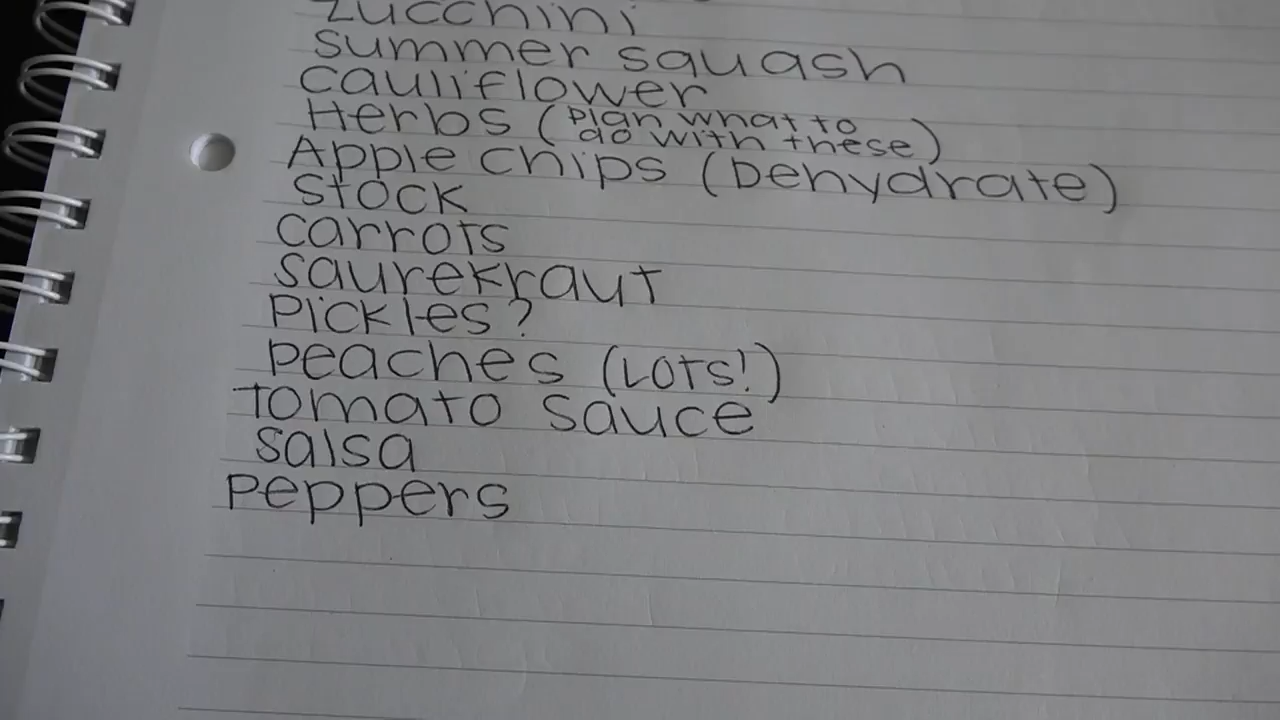 Zucchini
Summer squash
Cauliflower
Herbs (Plan what to
do with these)
Apple chips (Dehydrate)
Stock
Carrots
Saurekraut
Pickles?
Peaches (LOTS!)
Tomato sauce
Salsa
Peppers